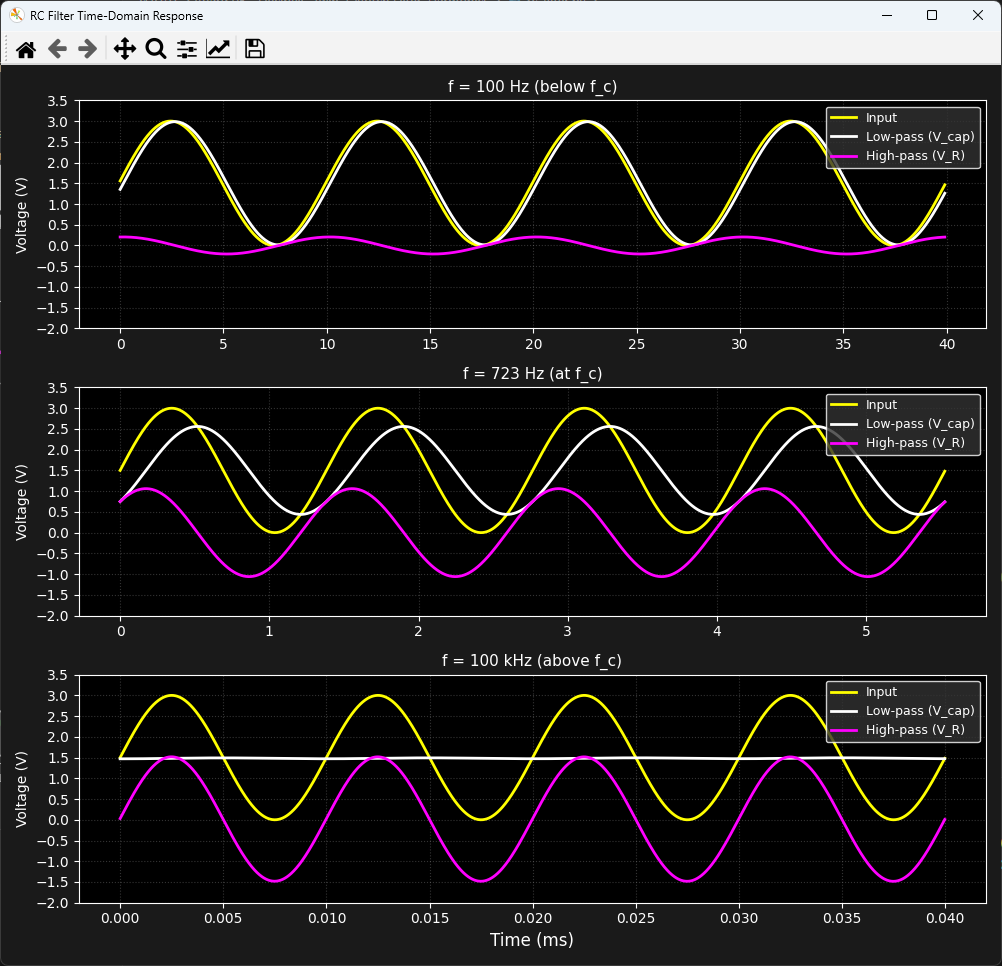 RC Filter Time-Domain Response
f = 100 Hz (below f_c)
Input
Low-pass (V_cap)
High-pass (V_R)
Voltage (V)
3.5
3.0
2.5
2.0
1.5
1.0
0.5
0.0
−0.5
−1.0
−1.5
−2.0
0 5 10 15 20 25 30 35 40
f = 723 Hz (at f_c)
Input
Low-pass (V_cap)
High-pass (V_R)
Voltage (V)
3.5
3.0
2.5
2.0
1.5
1.0
0.5
0.0
−0.5
−1.0
−1.5
−2.0
0 1 2 3 4 5
f = 100 kHz (above f_c)
Input
Low-pass (V_cap)
High-pass (V_R)
Voltage (V)
3.5
3.0
2.5
2.0
1.5
1.0
0.5
0.0
−0.5
−1.0
−1.5
−2.0
0.000 0.005 0.010 0.015 0.020 0.025 0.030 0.035 0.040
Time (ms)